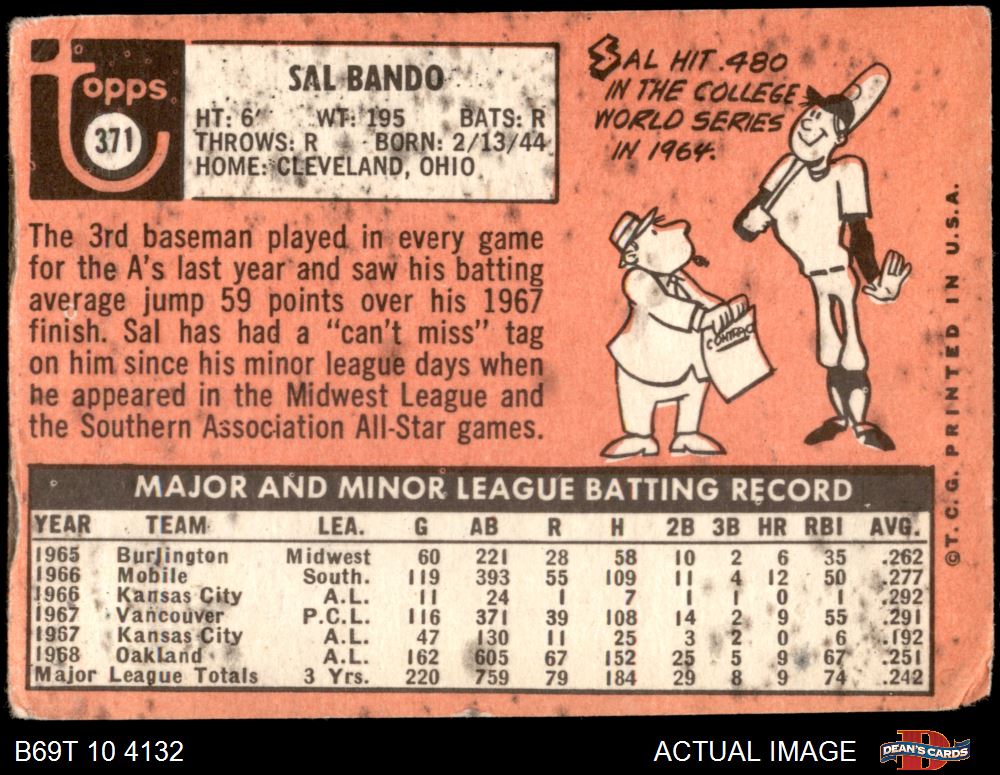 Topps
371
SAL BANDO
HT: 6' WT: 195 BATS: R
THROWS: R BORN: 2/13/44
HOME: CLEVELAND, OHIO
SAL HIT .480
IN THE COLLEGE
WORLD SERIES
IN 1964.
CONTRAC
The 3rd baseman played in every game
for the A's last year and saw his batting
average jump 59 points over his 1967
finish. Sal has had a "can't miss" tag
on him since his minor league days when
he appeared in the Midwest League and
the Southern Association All-Star games.
MAJOR AND MINOR LEAGUE BATTING RECORD
YEAR TEAM LEA. G AB R H 2B 3B HR RBI AVG.
1965 Burlington Midwest 60 221 28 58 10 2 6 35 .262
1966 Mobile South. 119 393 55 109 11 4 12 50 .277
1966 Kansas City A.L. 11 24 1 7 1 1 0 1 .292
1967 Vancouver P.C.L. 116 371 39 108 14 2 9 55 .291
1967 Kansas City A.L. 47 130 11 25 3 2 0 6 .192
1968 Oakland A.L. 162 605 67 152 25 5 9 67 .251
Major League Totals 3 Yrs. 220 759 79 184 29 8 9 74 .242
©T.C.G. PRINTED IN U.S.A.
B69T 10 4132 ACTUAL IMAGE DEAN'S CARDS